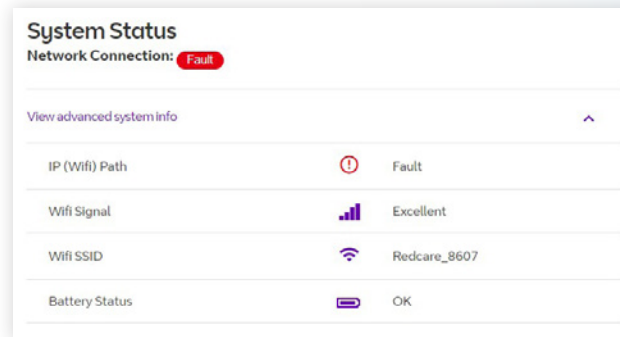 System Status
Network Connection: Fault
View advanced system info
IP (Wifi) Path Fault
Wifi Signal Excellent
Wifi SSID Redcare_8607
Battery Status OK